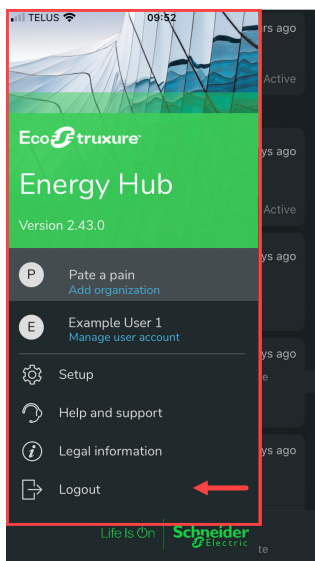 TELUS 09:52
rs ago
Active
EcoStruxure
Energy Hub
Version 2.43.0
ys ago
Active
ys ago
P Pate a pain
Add organization
E Example User 1
Manage user account
ys ago
e
Setup
Help and support
Legal information
ys ago
Logout
Life Is On Schneider
Electric
te